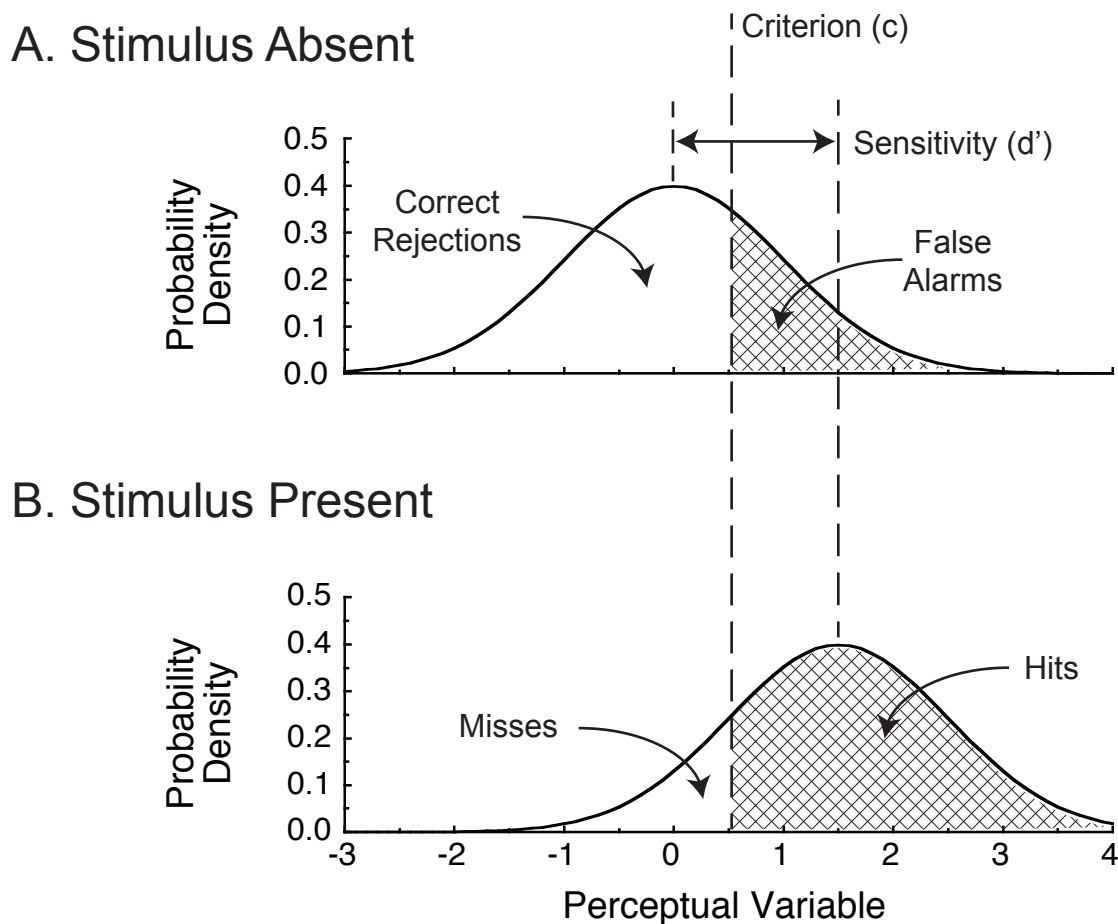 A. Stimulus Absent
Criterion (c)
Sensitivity (d')
Probability
Density
0.5
0.4
0.3
0.2
0.1
0.0
Correct
Rejections
False
Alarms
B. Stimulus Present
Probability
Density
0.5
0.4
0.3
0.2
0.1
0.0
Misses
Hits
-3 -2 -1 0 1 2 3 4
Perceptual Variable